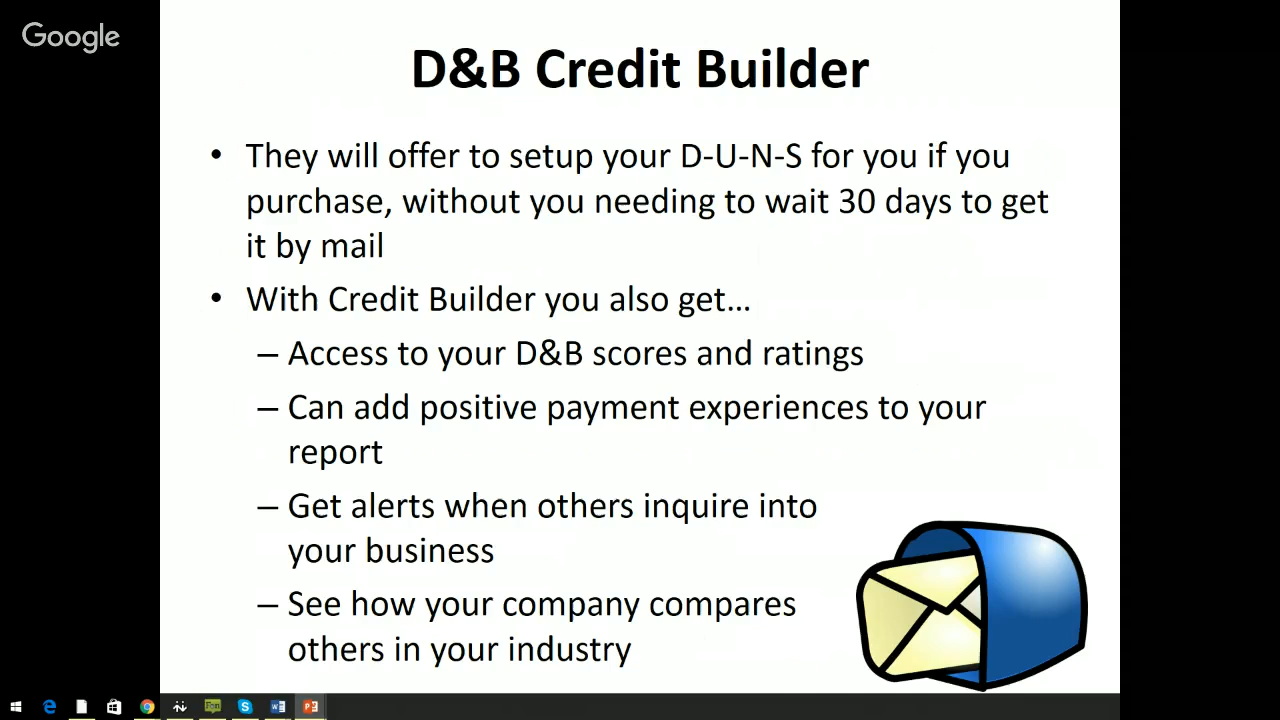 Google
D&B Credit Builder
• They will offer to setup your D-U-N-S for you if you
purchase, without you needing to wait 30 days to get
it by mail
• With Credit Builder you also get…
– Access to your D&B scores and ratings
– Can add positive payment experiences to your
report
– Get alerts when others inquire into
your business
– See how your company compares
others in your industry